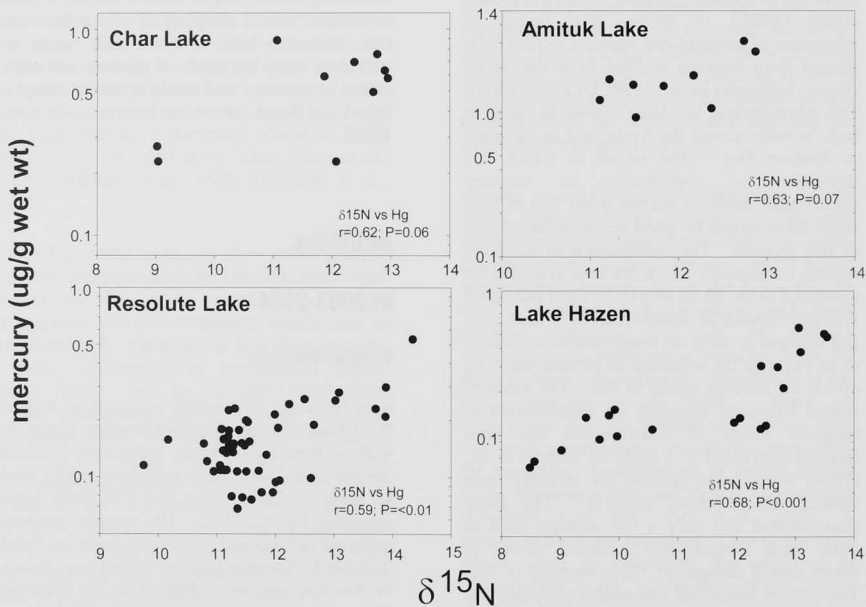 mercury (ug/g wet wt)
Char Lake
1.0
0.5
0.1
δ15N vs Hg
r=0.62; P=0.06
8 9 10 11 12 13 14
Amituk Lake
1.4
1.0
0.5
0.1
δ15N vs Hg
r=0.63; P=0.07
10 11 12 13 14
Resolute Lake
1.0
0.5
0.1
δ15N vs Hg
r=0.59; P=<0.01
9 10 11 12 13 14 15
Lake Hazen
1
0.1
δ15N vs Hg
r=0.68; P<0.001
8 9 10 11 12 13 14
δ15N